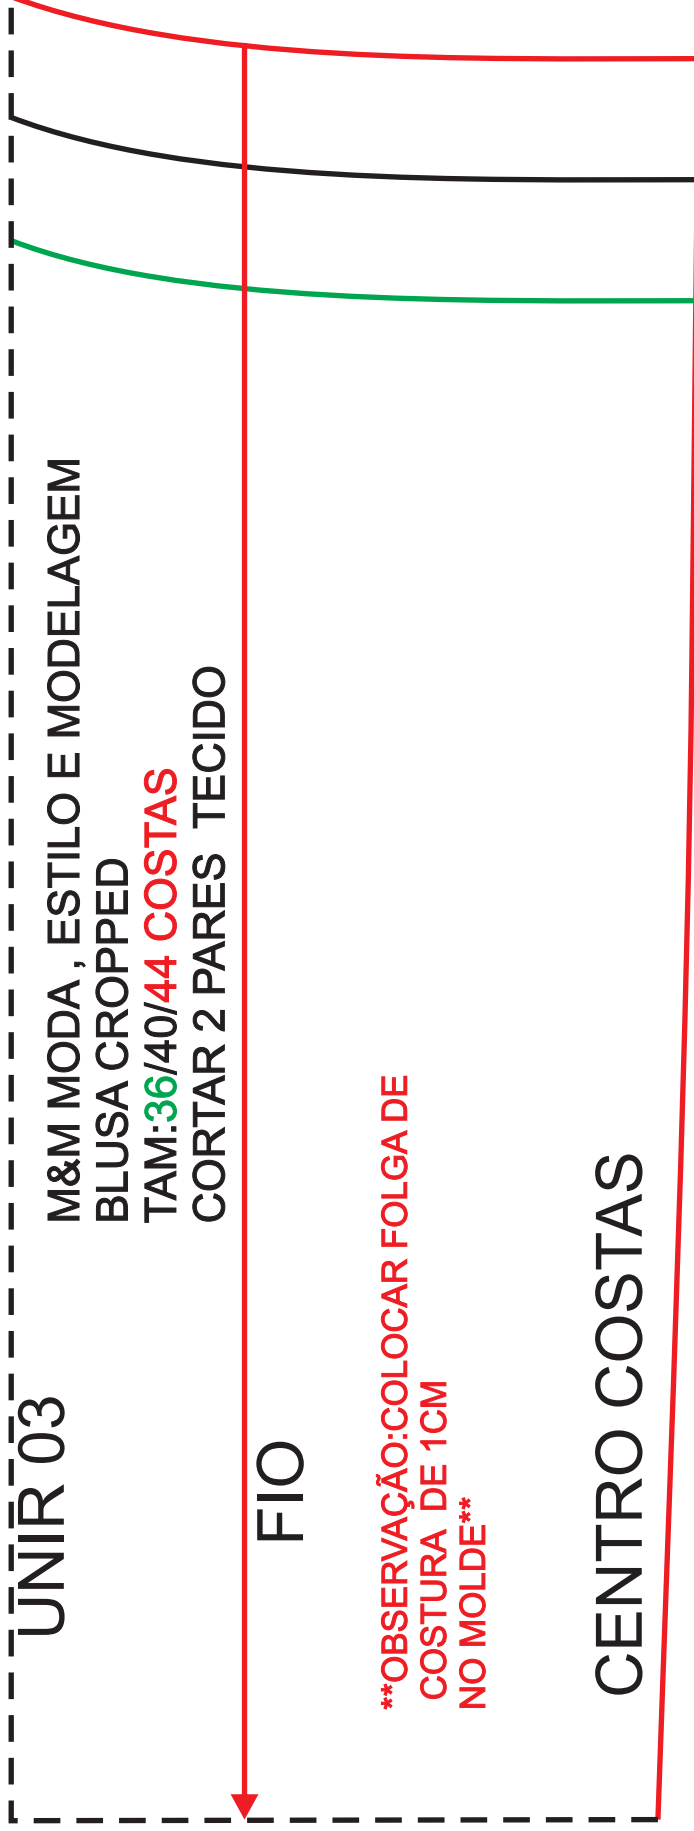 UNIR 03
M&M MODA , ESTILO E MODELAGEM
BLUSA CROPPED
TAM:36/40/44 COSTAS
CORTAR 2 PARES TECIDO
FIO
**OBSERVAÇÃO:COLOCAR FOLGA DE
COSTURA DE 1CM
NO MOLDE**
CENTRO COSTAS